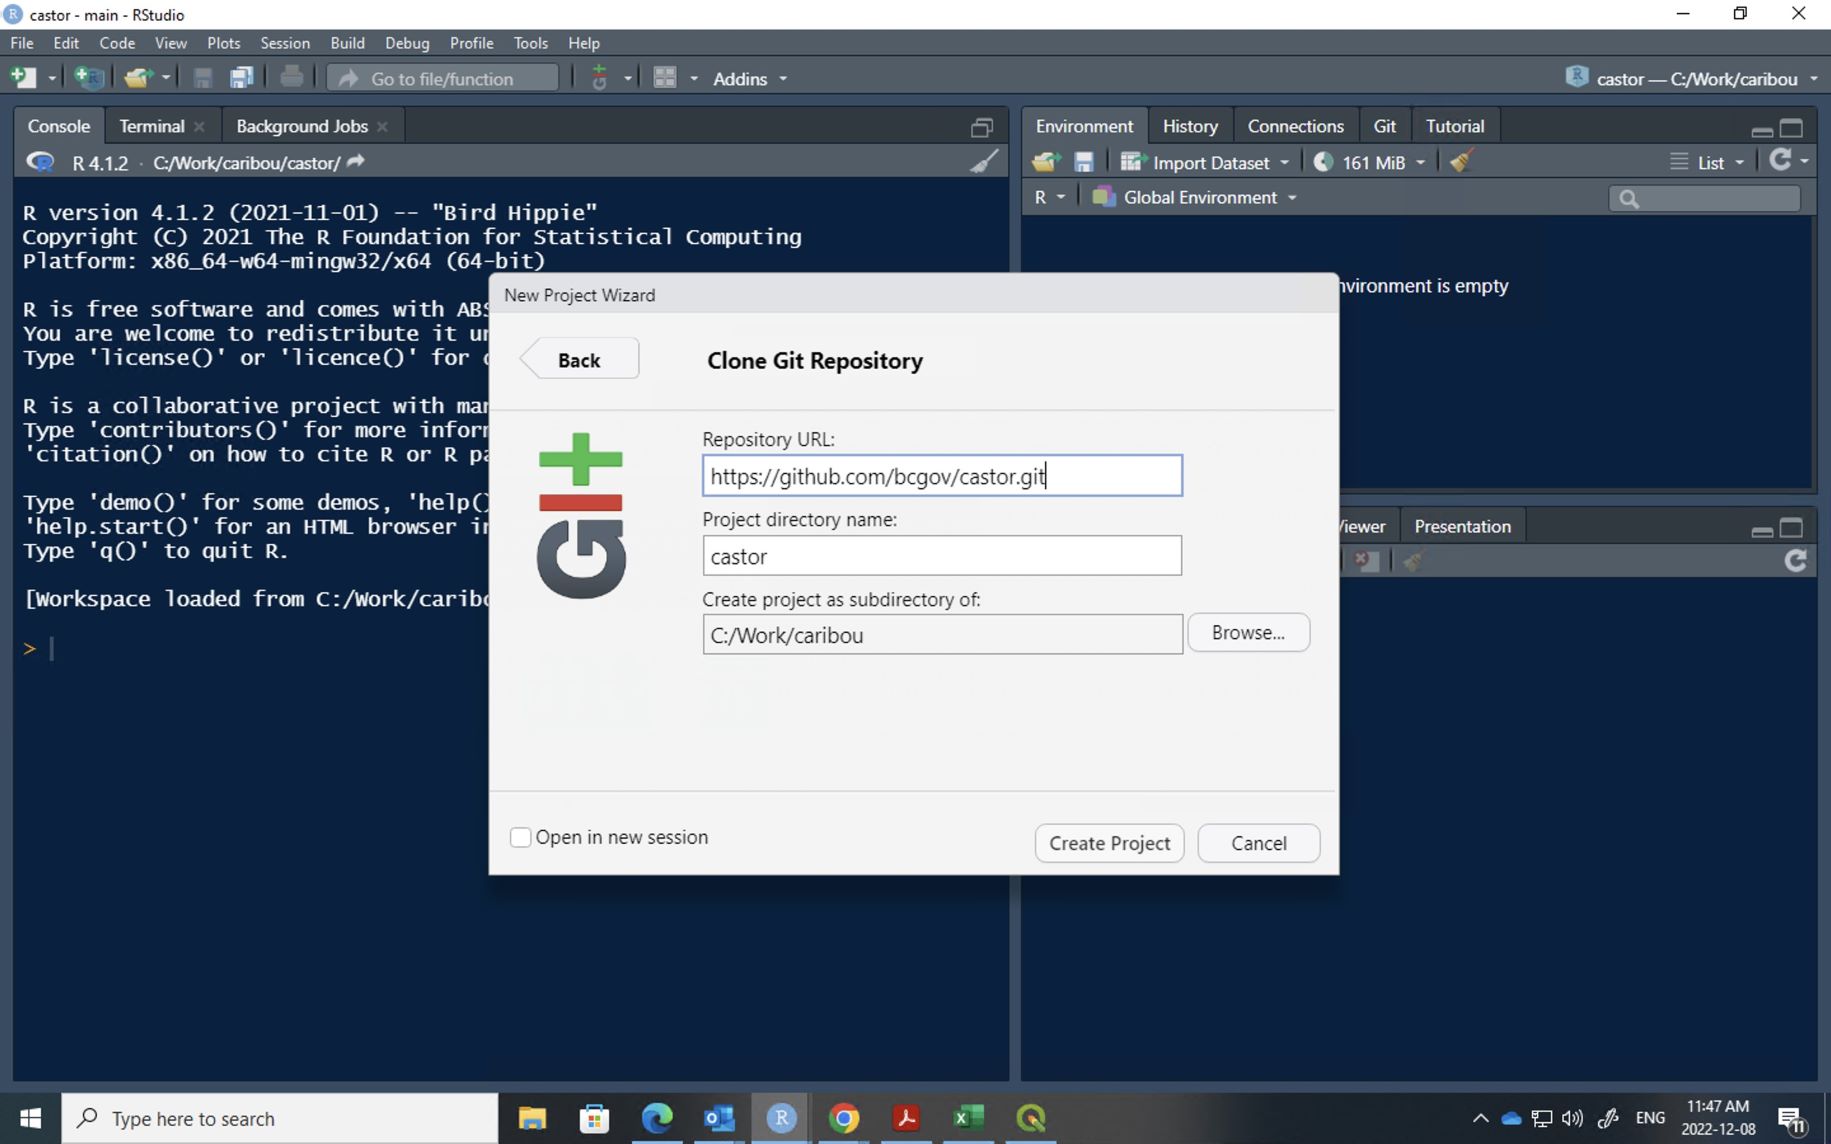 castor - main - RStudio
File Edit Code View Plots Session Build Debug Profile Tools Help
Go to file/function
Addins
castor — C:/Work/caribou
Console Terminal Background Jobs
R 4.1.2 · C:/Work/caribou/castor/
R version 4.1.2 (2021-11-01) -- "Bird Hippie"
Copyright (C) 2021 The R Foundation for Statistical Computing
Platform: x86_64-w64-mingw32/x64 (64-bit)
R is free software and comes with ABS
You are welcome to redistribute it un
Type 'license()' or 'licence()' for
R is a collaborative project with man
Type 'contributors()' for more inform
'citation()' on how to cite R or R pa
Type 'demo()' for some demos, 'help()
'help.start()' for an HTML browser in
Type 'q()' to quit R.
[Workspace loaded from C:/Work/caribo
>
Environment History Connections Git Tutorial
Import Dataset 161 MiB List
R Global Environment
nvironment is empty
Viewer Presentation
New Project Wizard
Back
Clone Git Repository
GIT
Repository URL:
https://github.com/bcgov/castor.git
Project directory name:
castor
Create project as subdirectory of:
C:/Work/caribou
Browse...
Open in new session
Create Project
Cancel
Type here to search
ENG
11:47 AM
2022-12-08
11